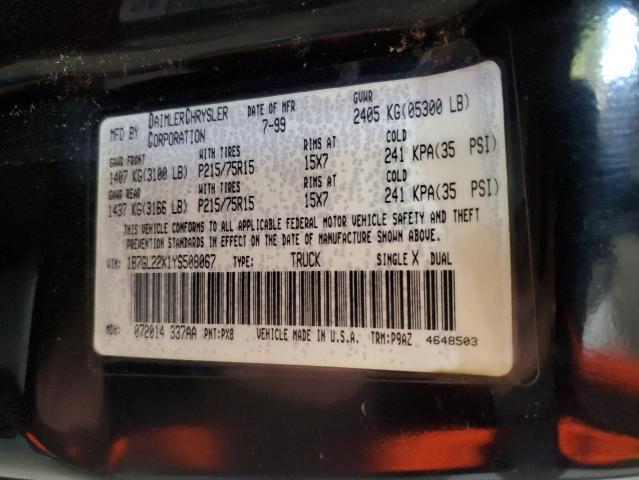 MFD BY DAIMLERCHRYSLER CORPORATION DATE OF MFR 7-99 GVWR 2405 KG(05300 LB)
GAWR FRONT WITH TIRES RIMS AT COLD
1407 KG(3100 LB) P215/75R15 15X7 241 KPA(35 PSI)
GAWR REAR WITH TIRES RIMS AT COLD
1437 KG(3166 LB) P215/75R15 15X7 241 KPA(35 PSI)
THIS VEHICLE CONFORMS TO ALL APPLICABLE FEDERAL MOTOR VEHICLE SAFETY AND THEFT
PREVENTION STANDARDS IN EFFECT ON THE DATE OF MANUFACTURE SHOWN ABOVE.
VIN: 1B7GL22X1YS508067 TYPE: TRUCK SINGLE X DUAL
MDH: 072014 337AA PNT:PX8 VEHICLE MADE IN U.S.A. TRM:P9AZ 4648503